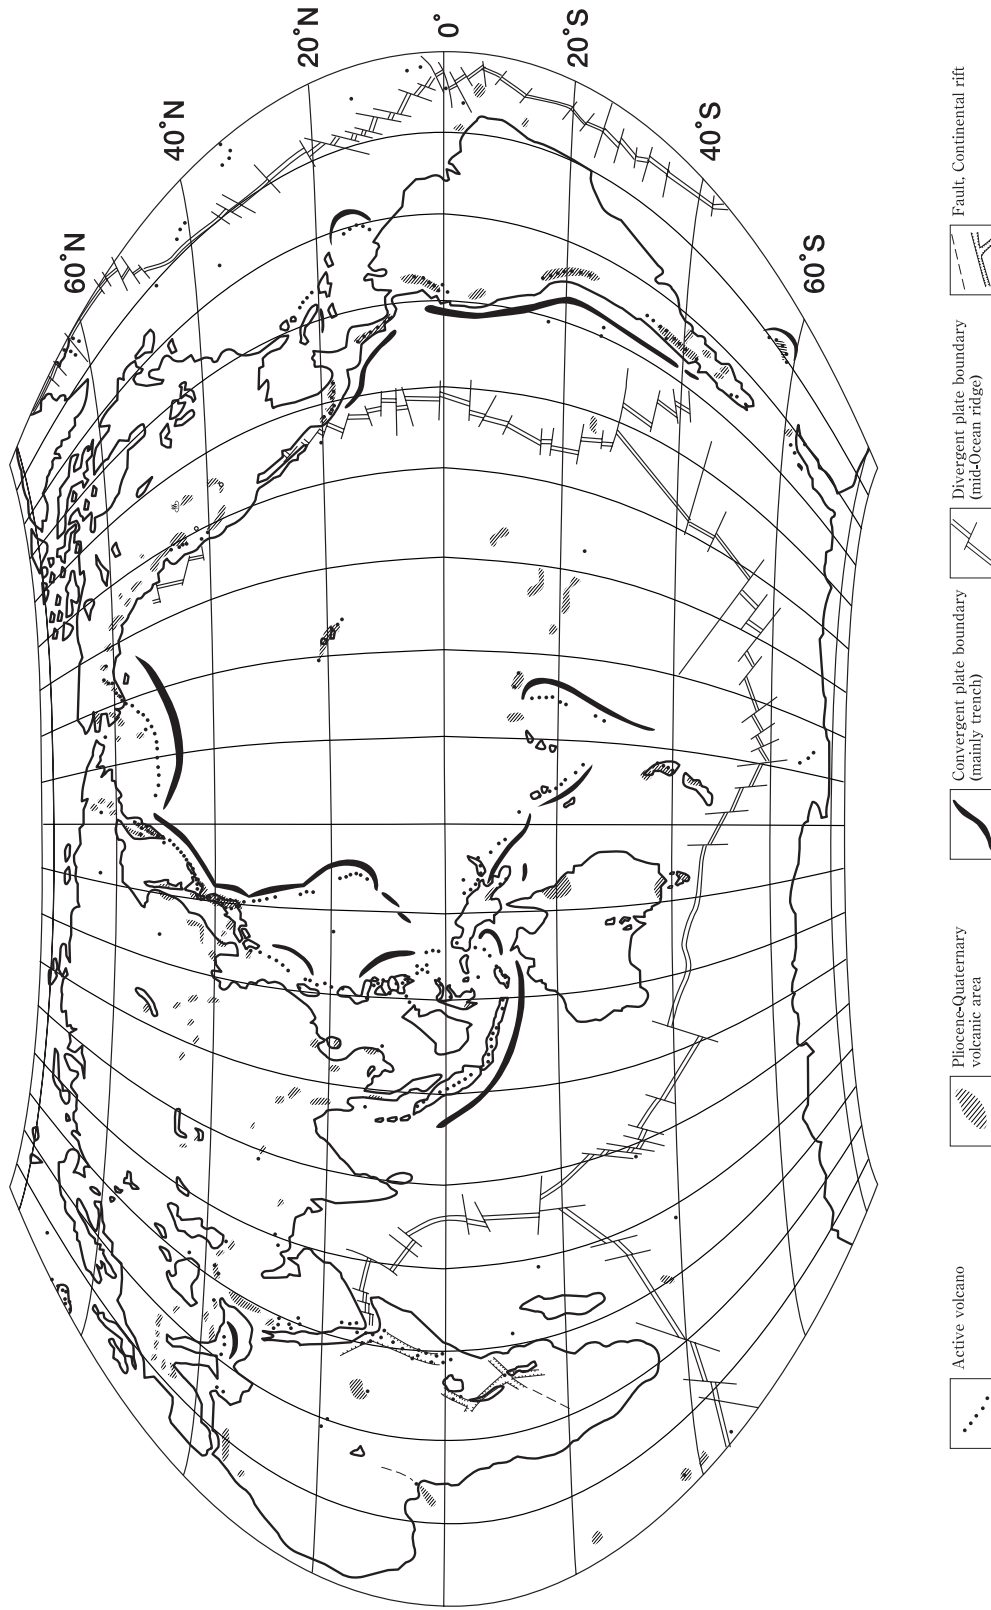 60°N
40°N
20°N
0°
20°S
40°S
60°S
Active volcano
Pliocene-Quaternary
volcanic area
Convergent plate boundary
(mainly trench)
Divergent plate boundary
(mid-Ocean ridge)
Fault, Continental rift